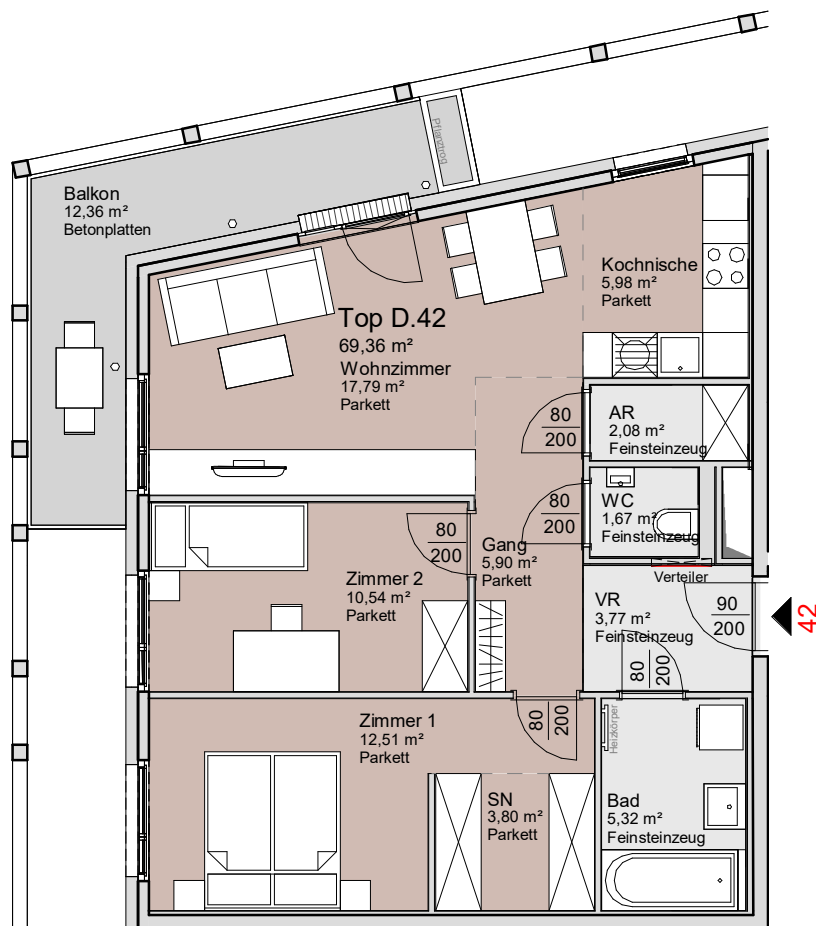 Pflanztrog
Balkon
12,36 m²
Betonplatten
Kochnische
5,98 m²
Parkett
Top D.42
69,36 m²
Wohnzimmer
17,79 m²
Parkett
80
200
AR
2,08 m²
Feinsteinzeug
80
200
WC
1,67 m²
Feinsteinzeug
80
200
Gang
5,90 m²
Parkett
Verteiler
Zimmer 2
10,54 m²
Parkett
VR
3,77 m²
Feinsteinzeug
90
200
42
80
200
Zimmer 1
12,51 m²
Parkett
80
200
Heizkörper
SN
3,80 m²
Parkett
Bad
5,32 m²
Feinsteinzeug